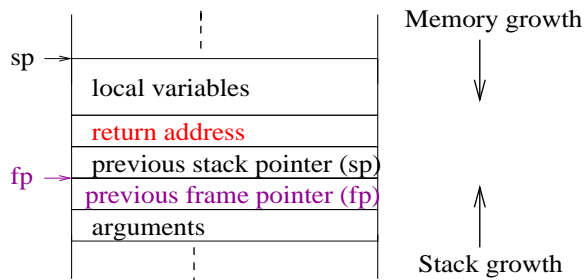 Memory growth
sp
local variables
return address
previous stack pointer (sp)
fp
previous frame pointer (fp)
arguments
Stack growth